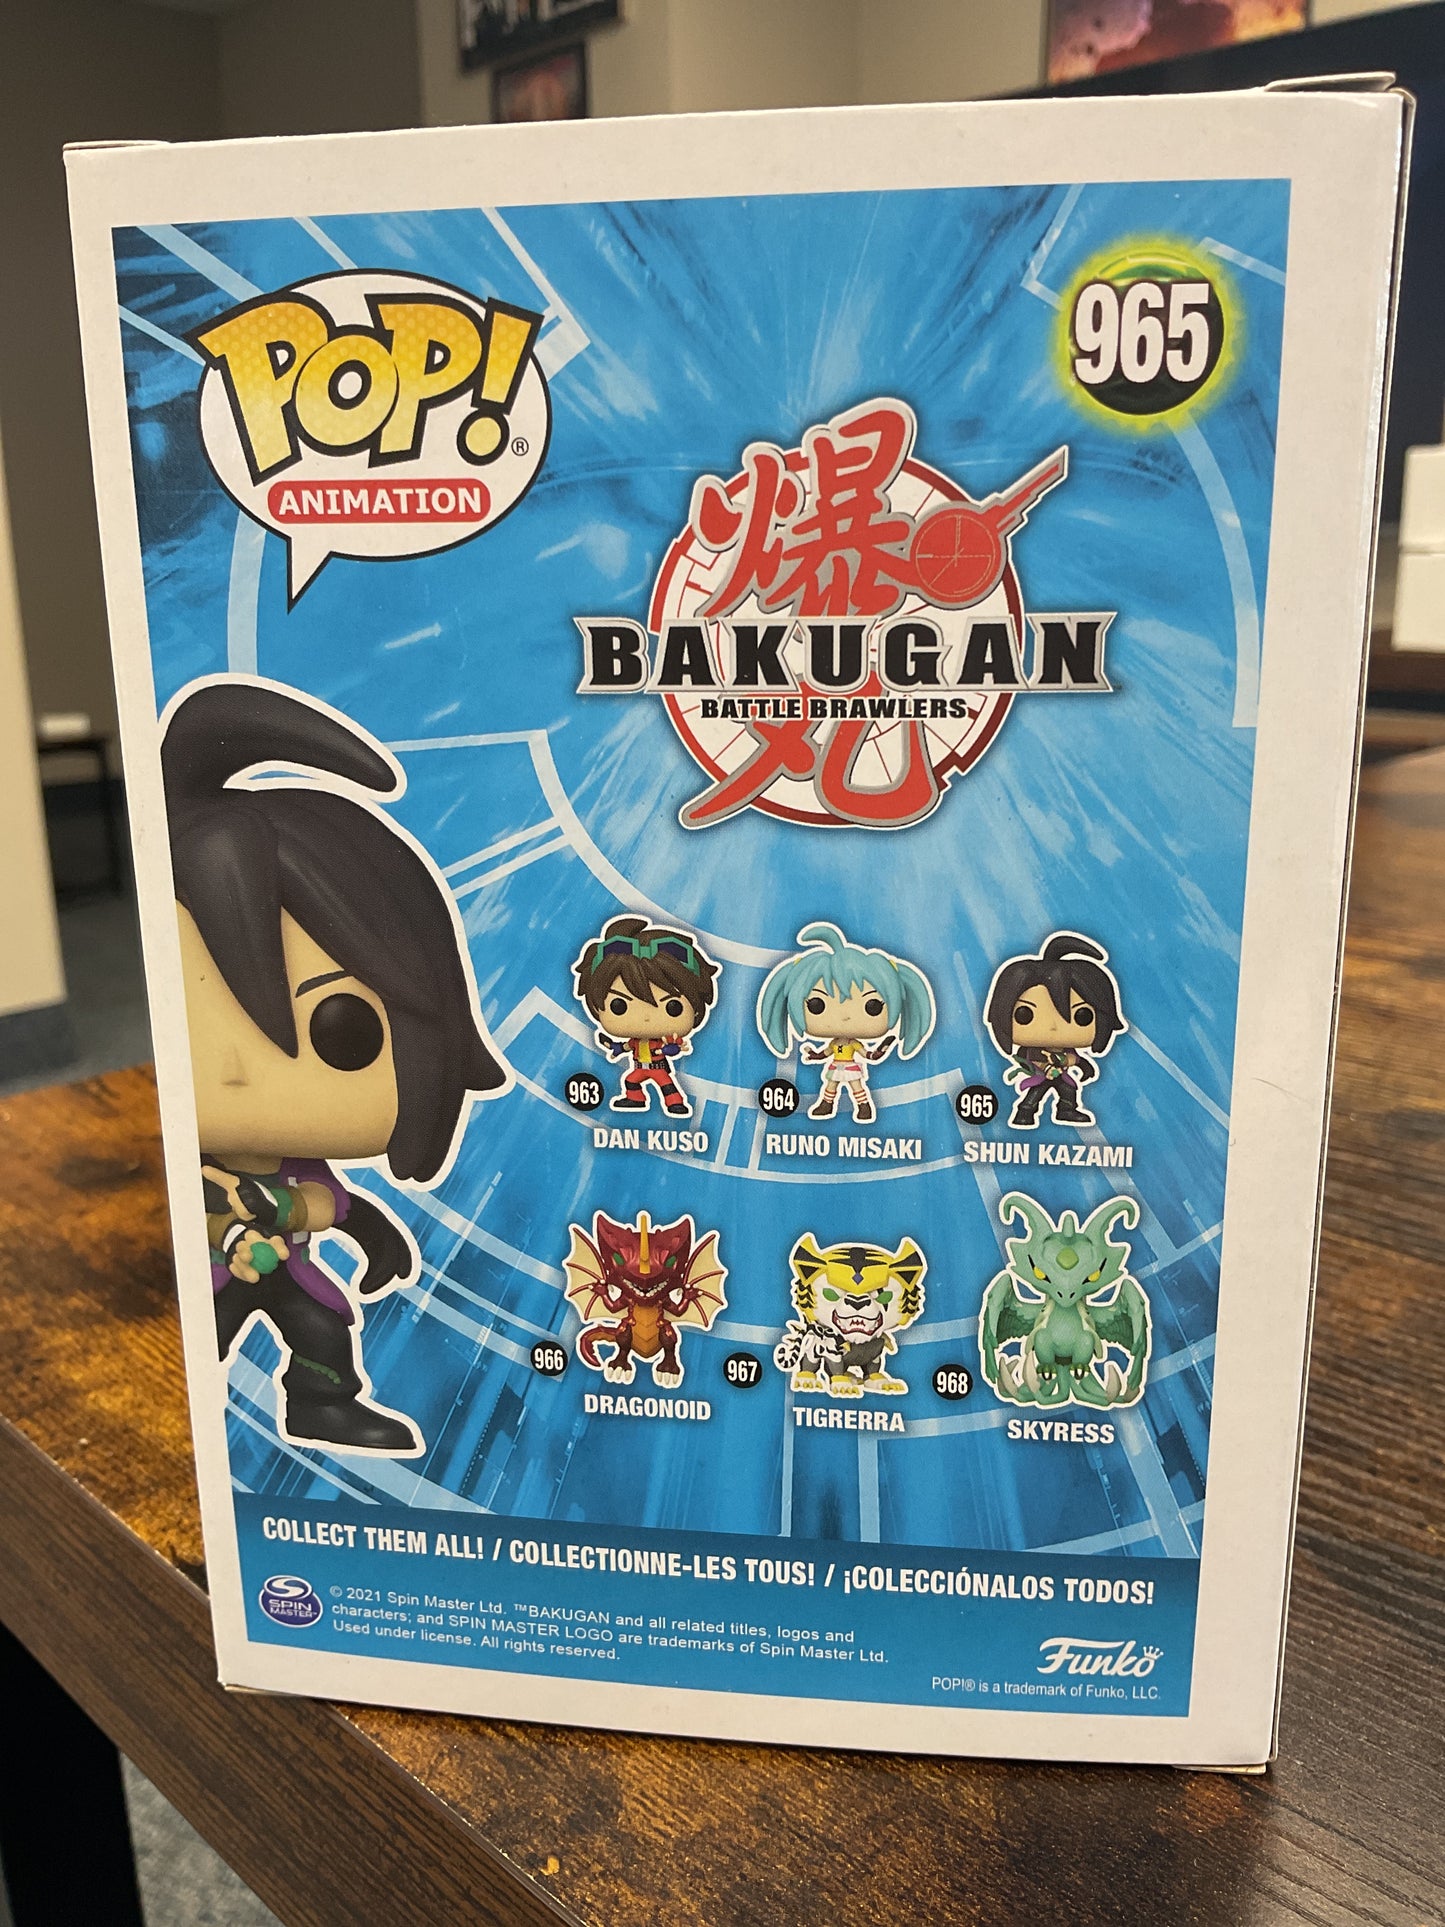 POP!®
ANIMATION
965
爆丸
BAKUGAN
BATTLE BRAWLERS
963
DAN KUSO
964
RUNO MISAKI
965
SHUN KAZAMI
966
DRAGONOID
967
TIGRERRA
968
SKYRESS
COLLECT THEM ALL! / COLLECTIONNE-LES TOUS! / ¡COLECCIÓNALOS TODOS!
SPIN
MASTER™
© 2021 Spin Master Ltd. ™BAKUGAN and all related titles, logos and
characters; and SPIN MASTER LOGO are trademarks of Spin Master Ltd.
Used under license. All rights reserved.
Funko
POP!® is a trademark of Funko, LLC.